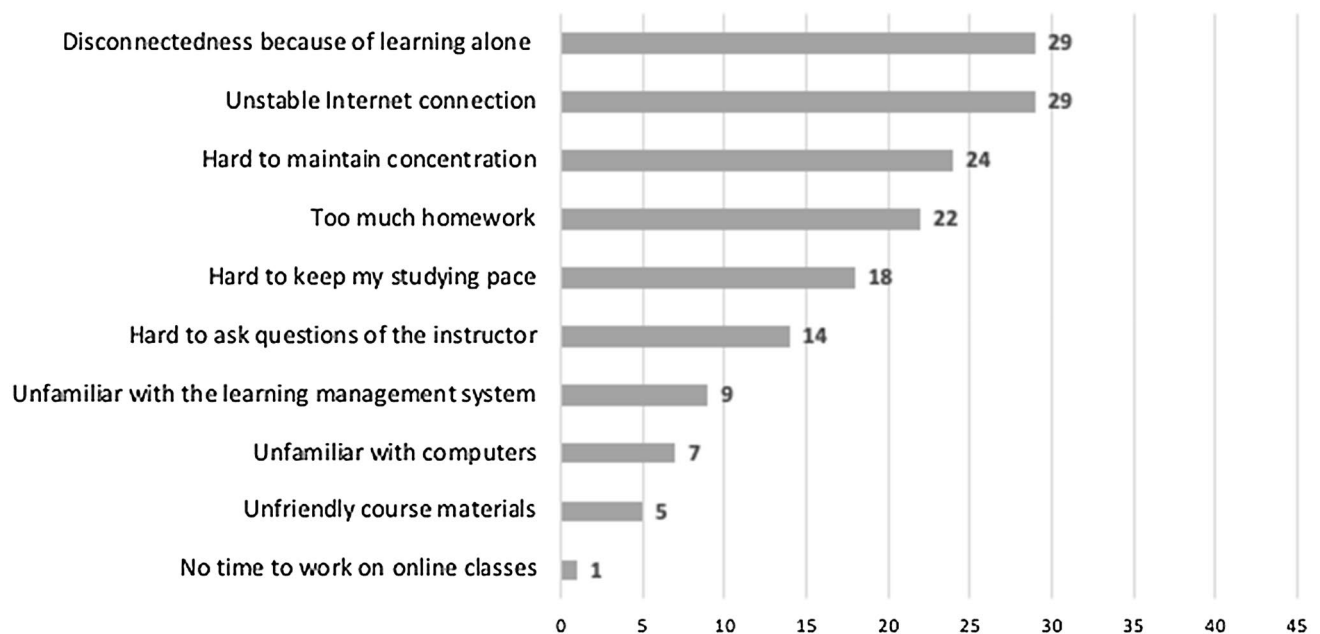 Disconnectedness because of learning alone 29
Unstable Internet connection 29
Hard to maintain concentration 24
Too much homework 22
Hard to keep my studying pace 18
Hard to ask questions of the instructor 14
Unfamiliar with the learning management system 9
Unfamiliar with computers 7
Unfriendly course materials 5
No time to work on online classes 1
0 5 10 15 20 25 30 35 40 45